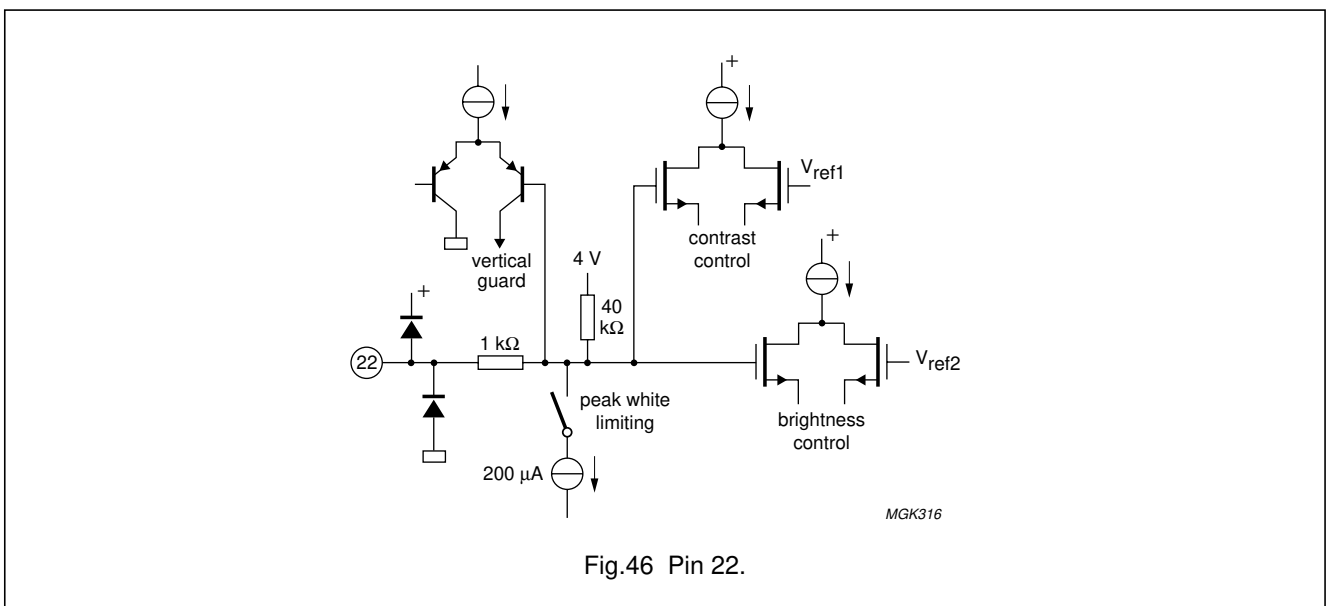 +
V_ref1
contrast
control
+
vertical
guard
4 V
40
kΩ
+
1 kΩ
22
V_ref2
peak white
limiting
brightness
control
200 µA
MGK316
Fig.46 Pin 22.